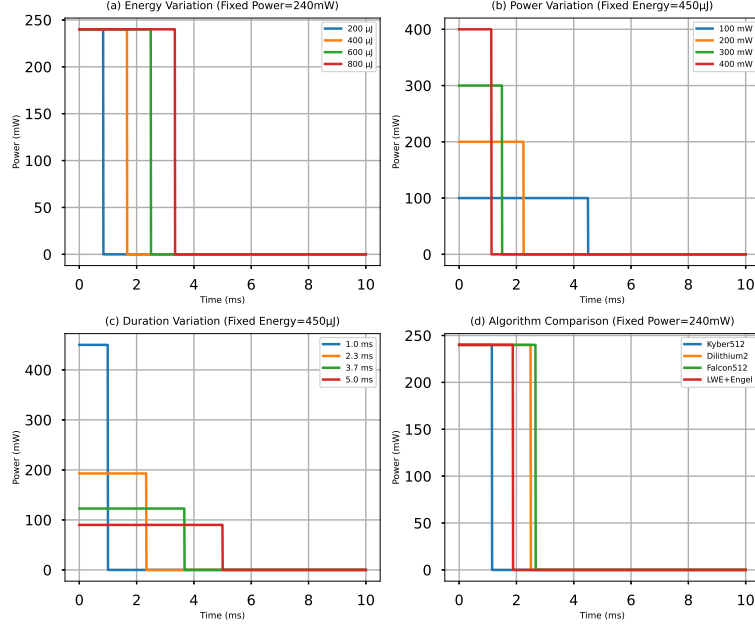 (a) Energy Variation (Fixed Power=240mW)
250
200
150
100
50
0
Power (mW)
0 2 4 6 8 10
Time (ms)
200 μJ
400 μJ
600 μJ
800 μJ
(b) Power Variation (Fixed Energy=450μJ)
400
300
200
100
0
Power (mW)
0 2 4 6 8 10
Time (ms)
100 mW
200 mW
300 mW
400 mW
(c) Duration Variation (Fixed Energy=450μJ)
400
300
200
100
0
Power (mW)
0 2 4 6 8 10
Time (ms)
1.0 ms
2.3 ms
3.7 ms
5.0 ms
(d) Algorithm Comparison (Fixed Power=240mW)
250
200
150
100
50
0
Power (mW)
0 2 4 6 8 10
Time (ms)
Kyber512
Dilithium2
Falcon512
LWE+Engel